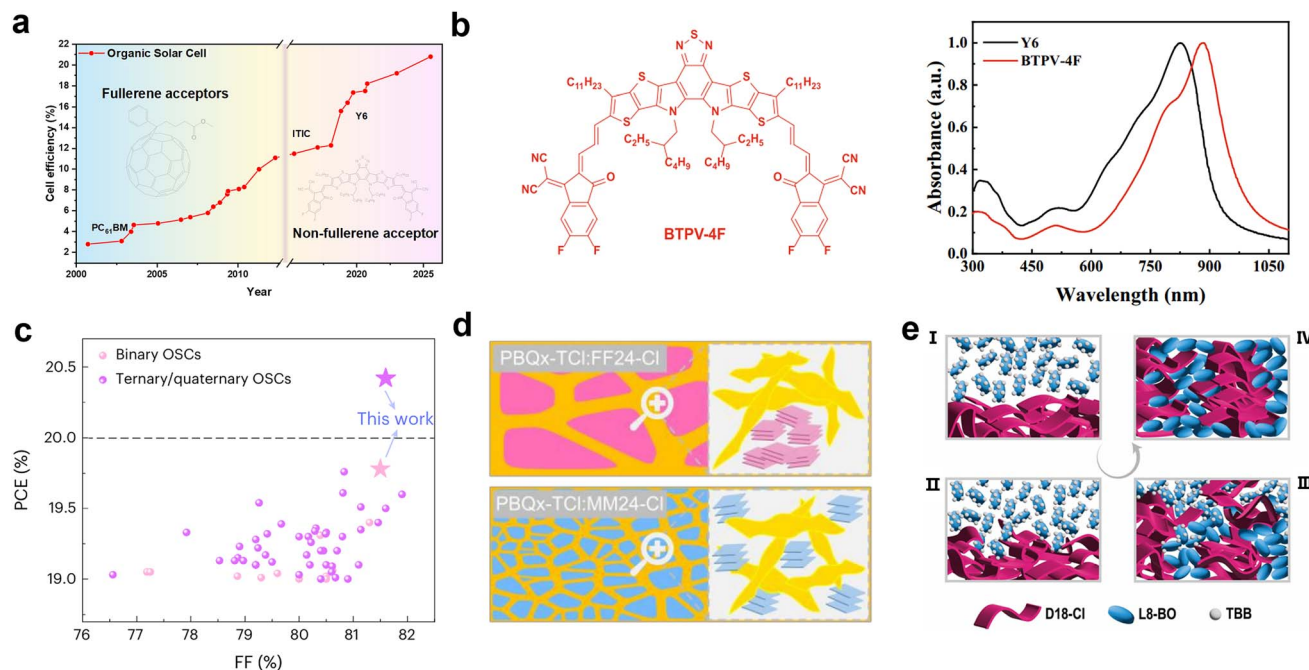 a
22
20
18
16
14
12
10
8
6
4
2
Cell efficiency (%)
Organic Solar Cell
Fullerene acceptors
PC61BM
ITIC
Y6
Non-fullerene acceptor
2000
2005
2010
2020
2025
Year
b
S
N
N
C11H23
S
S
C11H23
S
N
N
S
C2H5
C2H5
C4H9
C4H9
NC
CN
NC
O
O
CN
F
F
F
F
BTPV-4F
Y6
BTPV-4F
1.0
0.8
0.6
0.4
0.2
0.0
Absorbance (a.u.)
300
450
600
750
900
1050
Wavelength (nm)
c
Binary OSCs
Ternary/quaternary OSCs
This work
20.5
20.0
19.5
19.0
PCE (%)
76
77
78
79
80
81
82
FF (%)
d
PBQx-TCl:FF24-Cl
PBQx-TCl:MM24-Cl
e
I
IV
II
III
D18-Cl
L8-BO
TBB